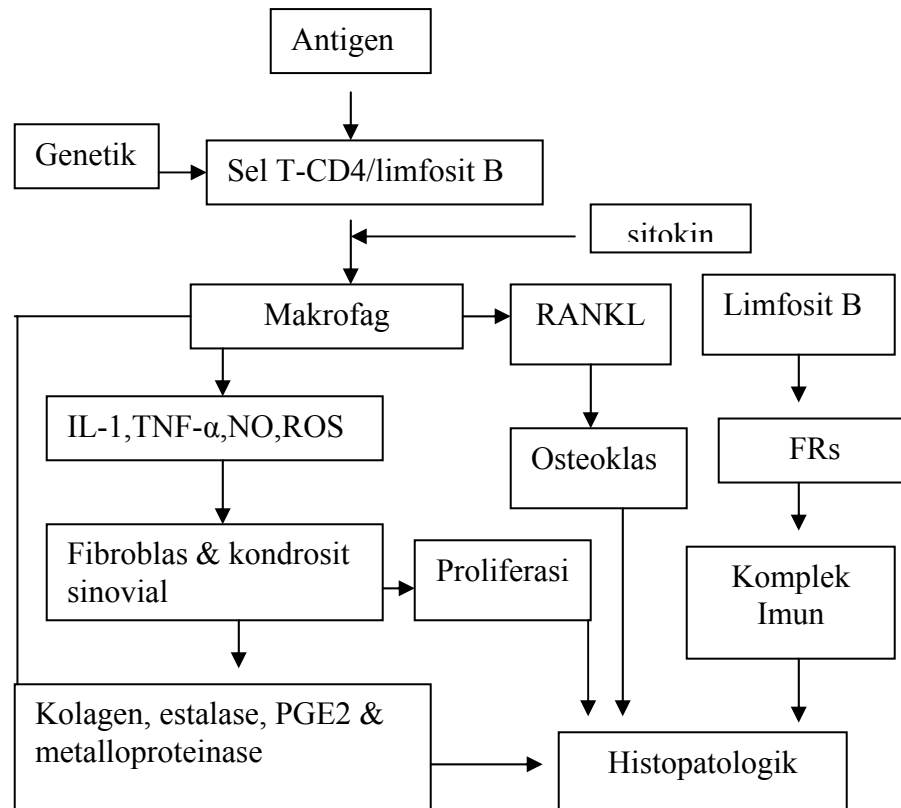 Antigen
Genetik
Sel T-CD4/limfosit B
sitokin
Makrofag
RANKL
Limfosit B
IL-1,TNF-α,NO,ROS
Osteoklas
FRs
Fibroblas & kondrosit
sinovial
Proliferasi
Komplek
Imun
Kolagen, estalase, PGE2 &
metalloproteinase
Histopatologik